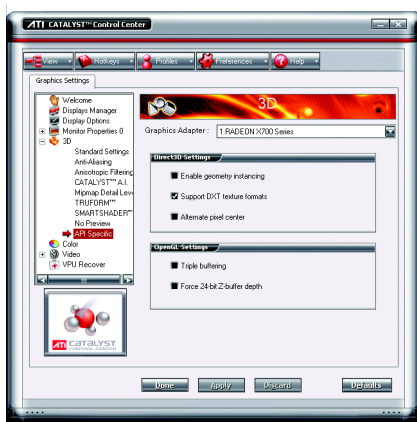 ATI CATALYST™ Control Center
View
Hotkeys
Profiles
Preferences
Help
Graphics Settings
Welcome
Displays Manager
Display Options
Monitor Properties 0
3D
Standard Settings
Anti-Aliasing
Anisotropic Filtering
CATALYST™ A.I.
Mipmap Detail Leve
TRUFORM™
SMARTSHADER™
No Preview
API Specific
Color
Video
VPU Recover
ATI CATALYST
CONTROL CENTER
3D
Graphics Adapter :
1.RADEON X700 Series
Direct3D Settings
Enable geometry instancing
Support DXT texture formats
Alternate pixel center
OpenGL Settings
Triple buffering
Force 24-bit Z-buffer depth
Done
Apply
Discard
Defaults